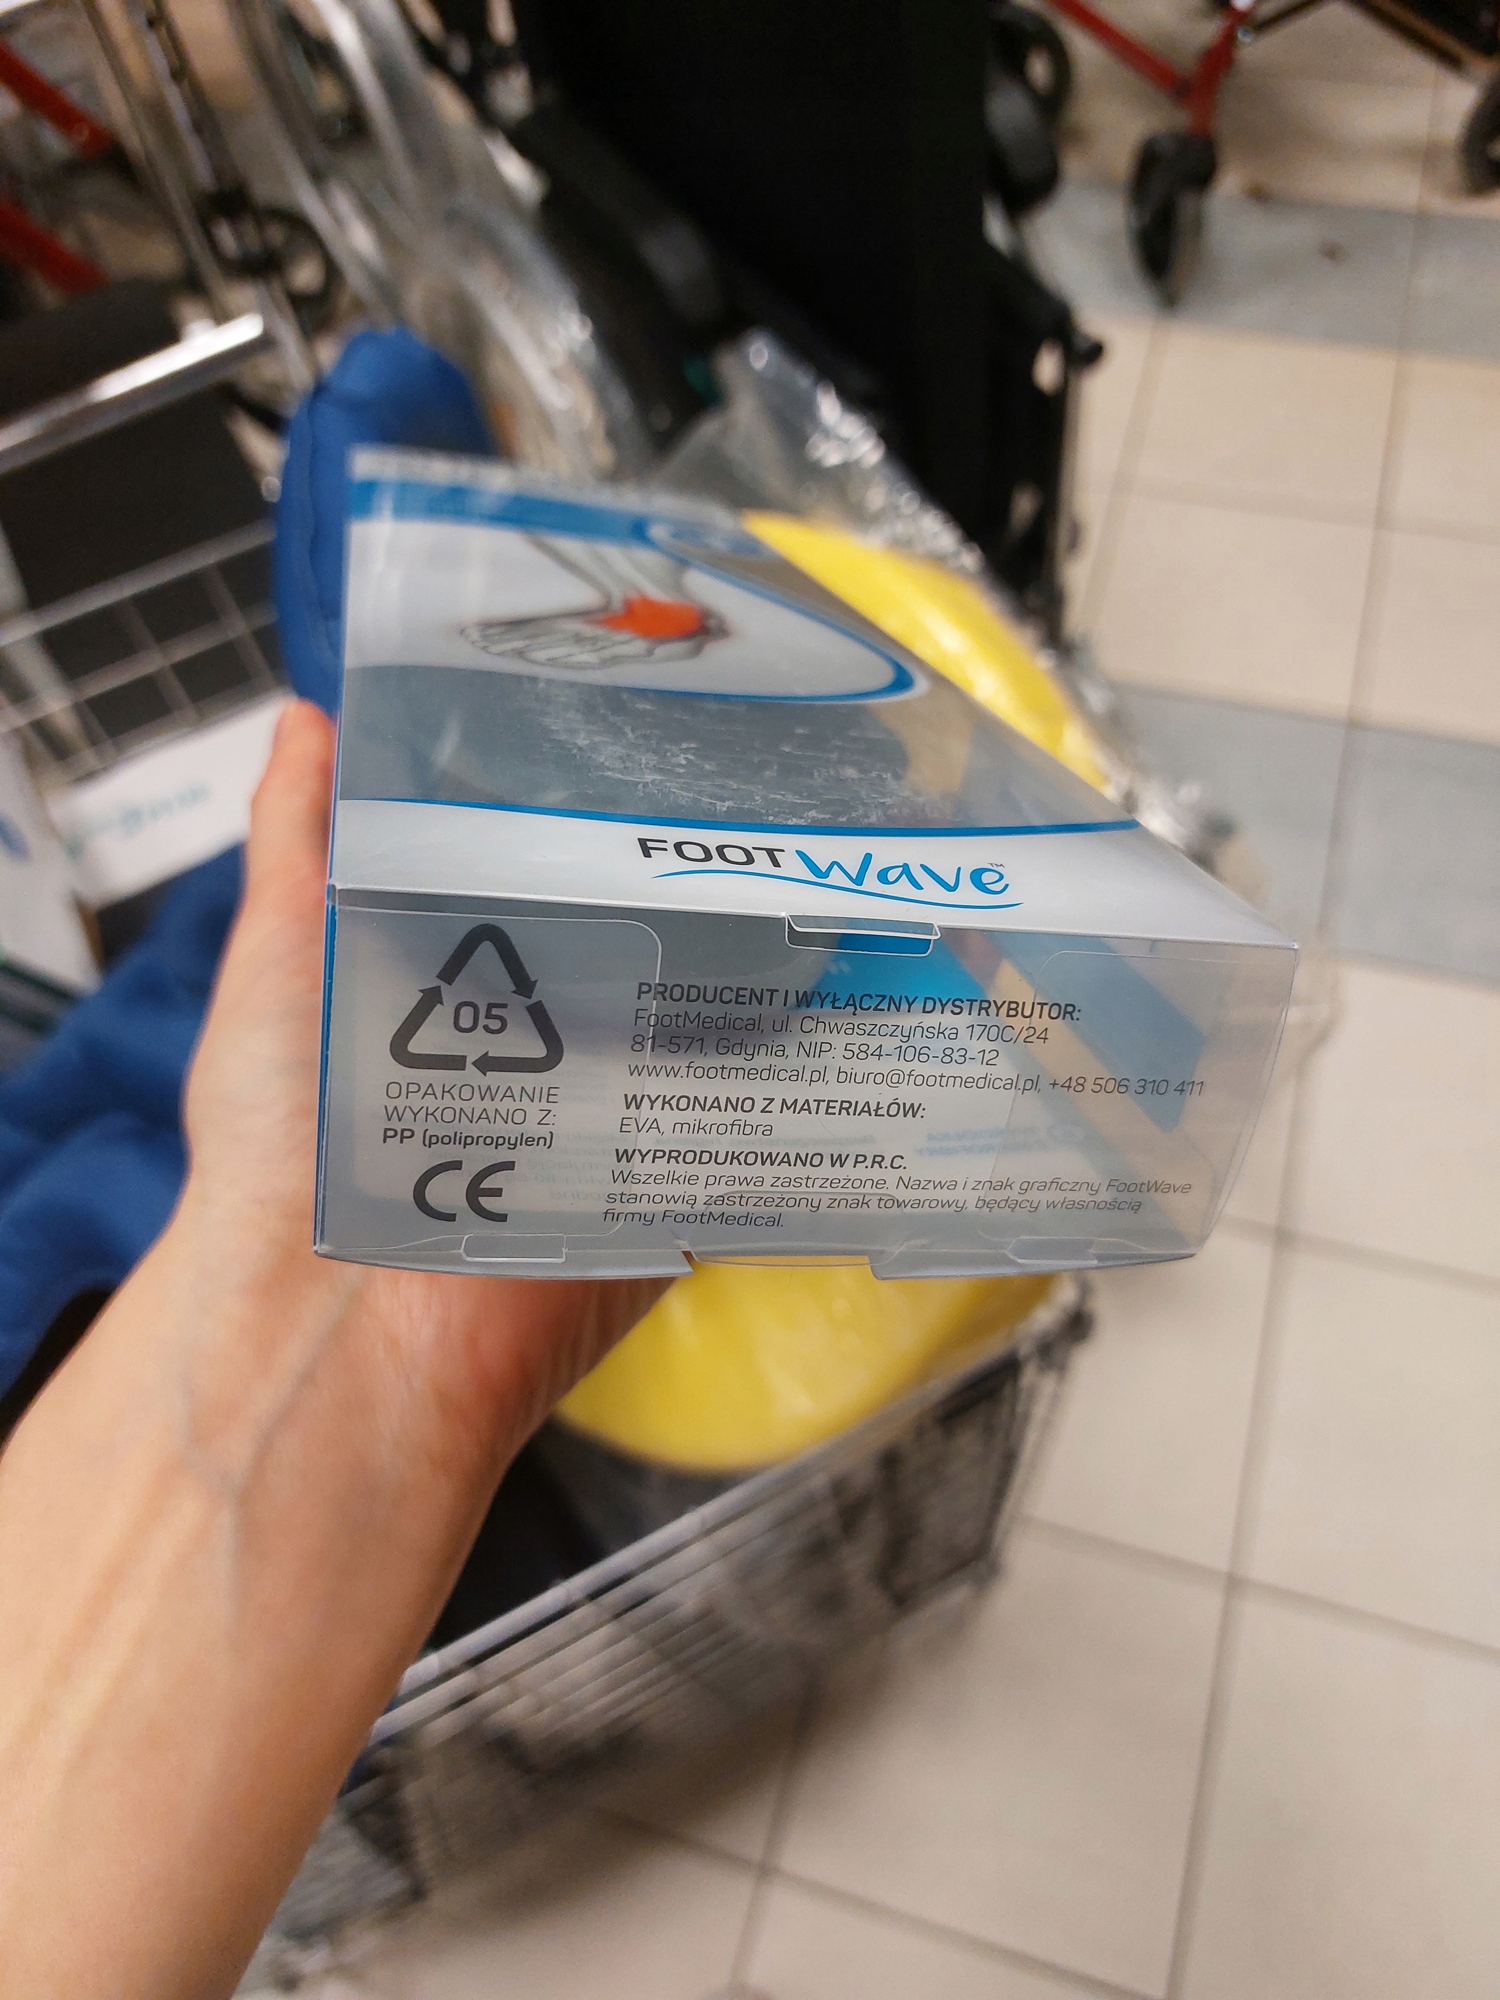 FOOT Wave™
05
OPAKOWANIE
WYKONANO Z:
PP (polipropylen)
CE
PRODUCENT I WYŁĄCZNY DYSTRYBUTOR:
FootMedical, ul. Chwaszczyńska 170C/24
81-571, Gdynia, NIP: 584-106-83-12
www.footmedical.pl, biuro@footmedical.pl, +48 506 310 411
WYKONANO Z MATERIAŁÓW:
EVA, mikrofibra
WYPRODUKOWANO W P.R.C.
Wszelkie prawa zastrzeżone. Nazwa i znak graficzny FootWave
stanowią zastrzeżony znak towarowy, będący własnością
firmy FootMedical.